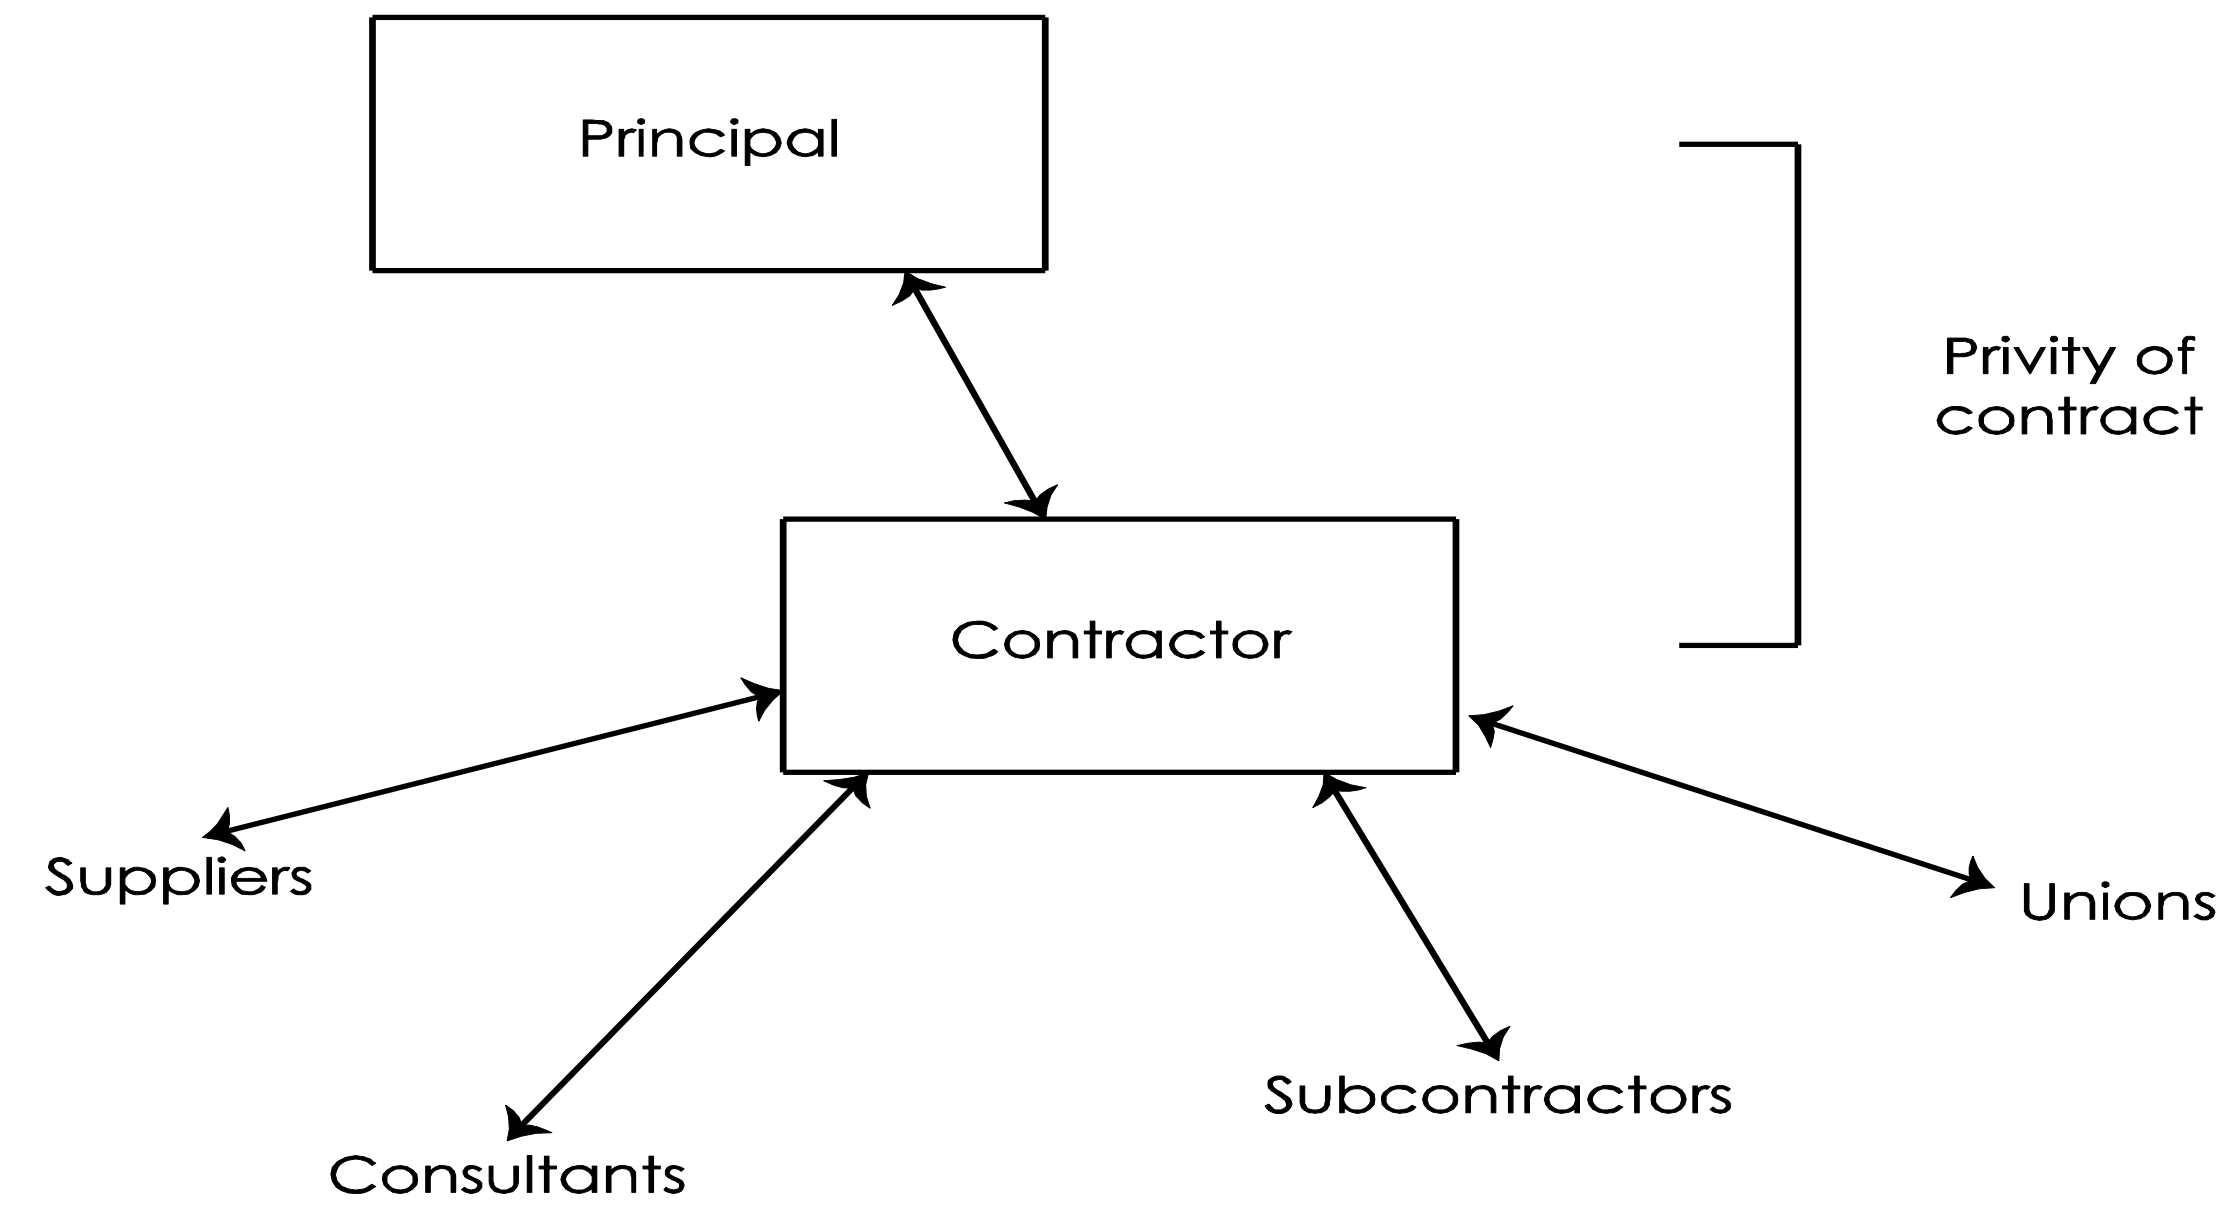 Principal
Privity of
contract
Contractor
Suppliers
Unions
Subcontractors
Consultants